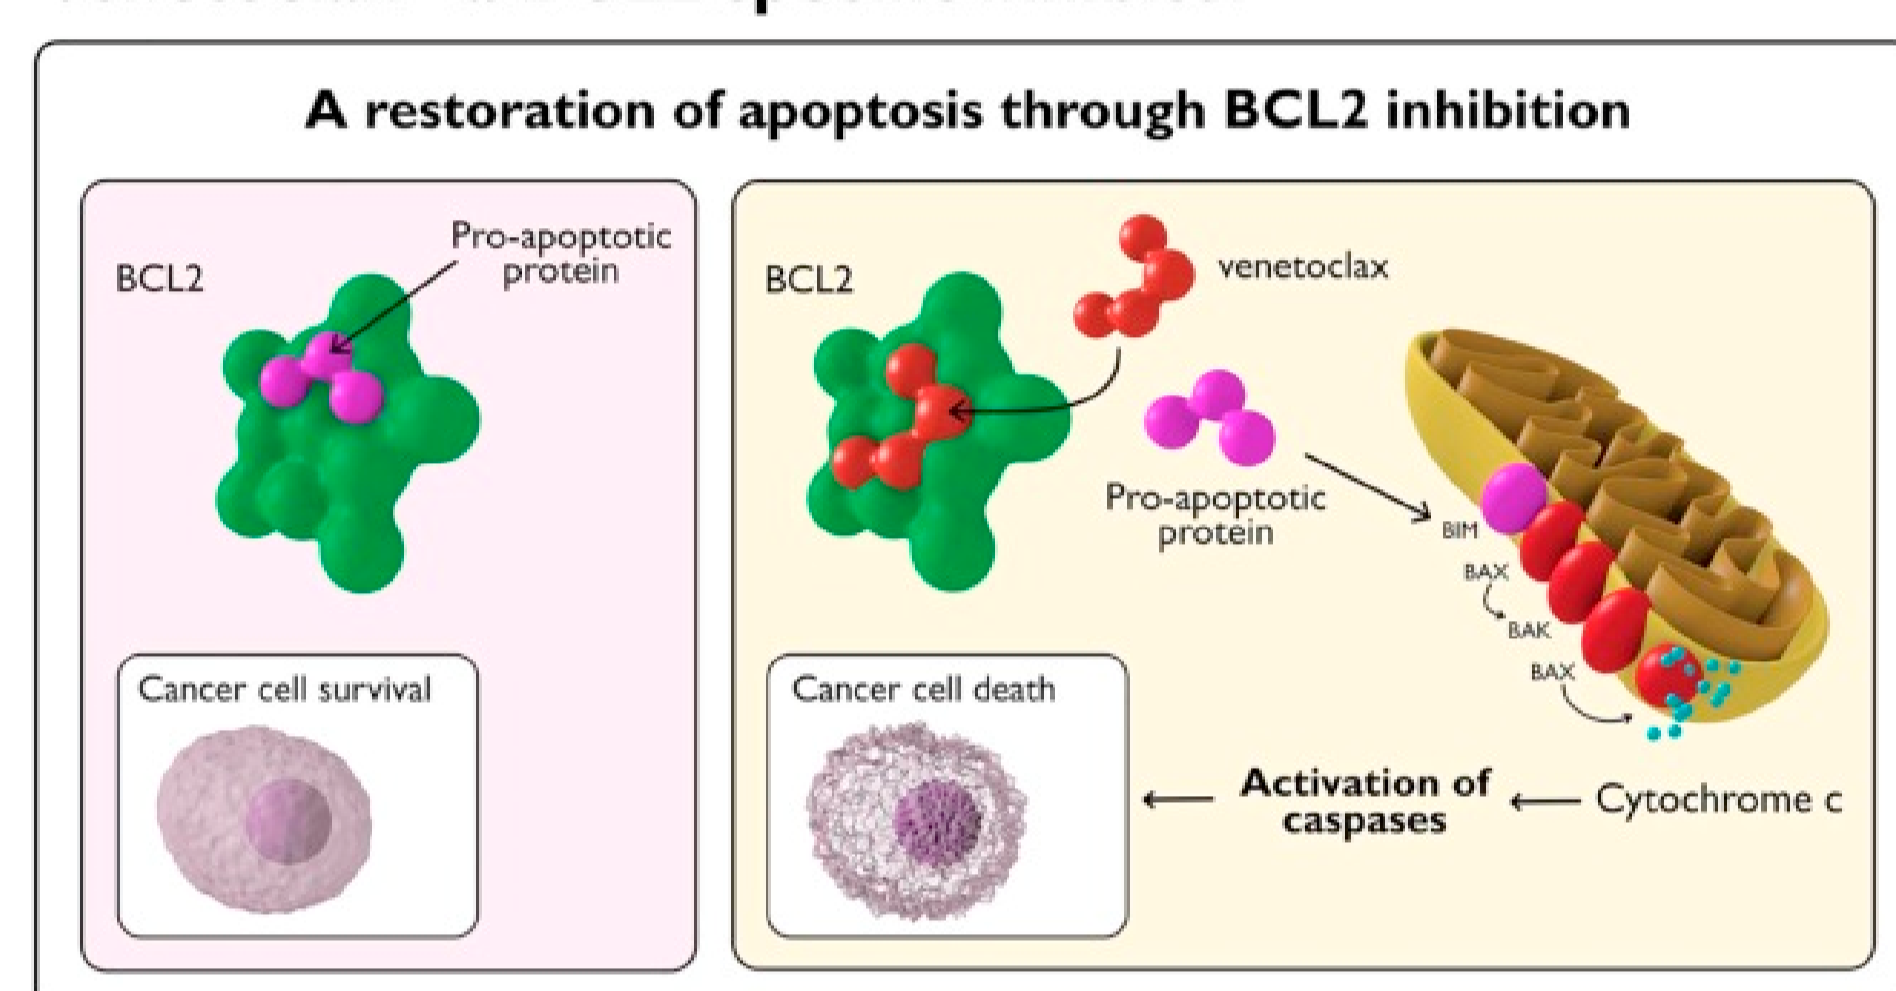 A restoration of apoptosis through BCL2 inhibition
BCL2
Pro-apoptotic
protein
Cancer cell survival
BCL2
venetoclax
Pro-apoptotic
protein
BIM
BAX
BAK
BAX
Cancer cell death
Activation of
caspases
Cytochrome c